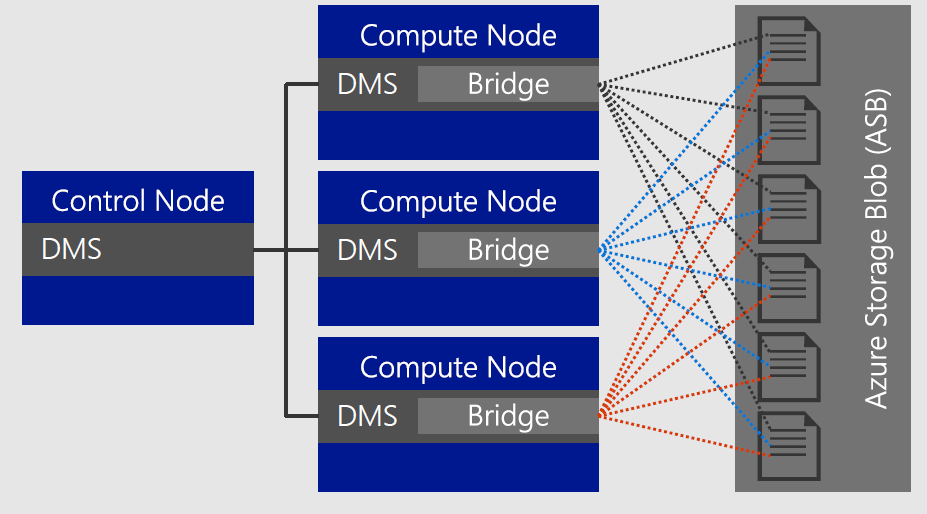 Compute Node
DMS Bridge
Control Node
DMS
Compute Node
DMS Bridge
Compute Node
DMS Bridge
Azure Storage Blob (ASB)